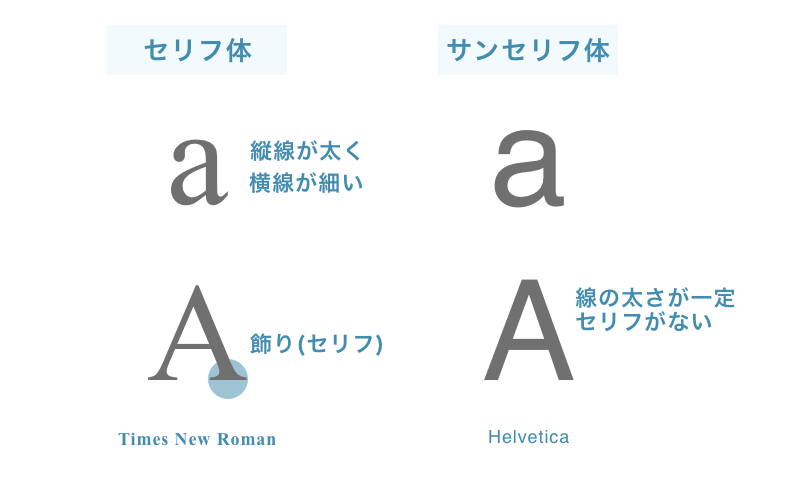 セリフ体
サンセリフ体
a
縦線が太く
横線が細い
a
A
飾り(セリフ)
A
線の太さが一定
セリフがない
Times New Roman
Helvetica